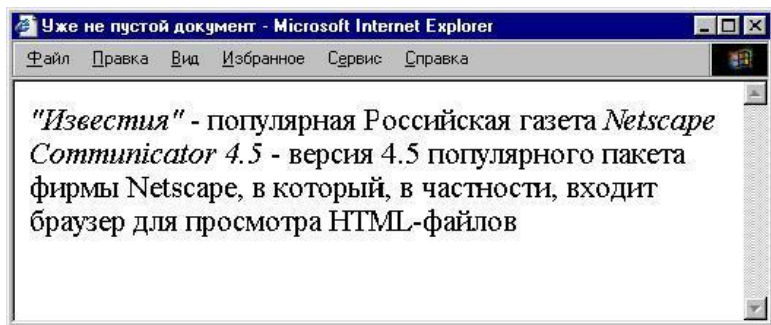 Уже не пустой документ - Microsoft Internet Explorer
Файл Правка Вид Избранное Сервис Справка
"Известия" - популярная Российская газета Netscape
Communicator 4.5 - версия 4.5 популярного пакета
фирмы Netscape, в который, в частности, входит
браузер для просмотра HTML-файлов